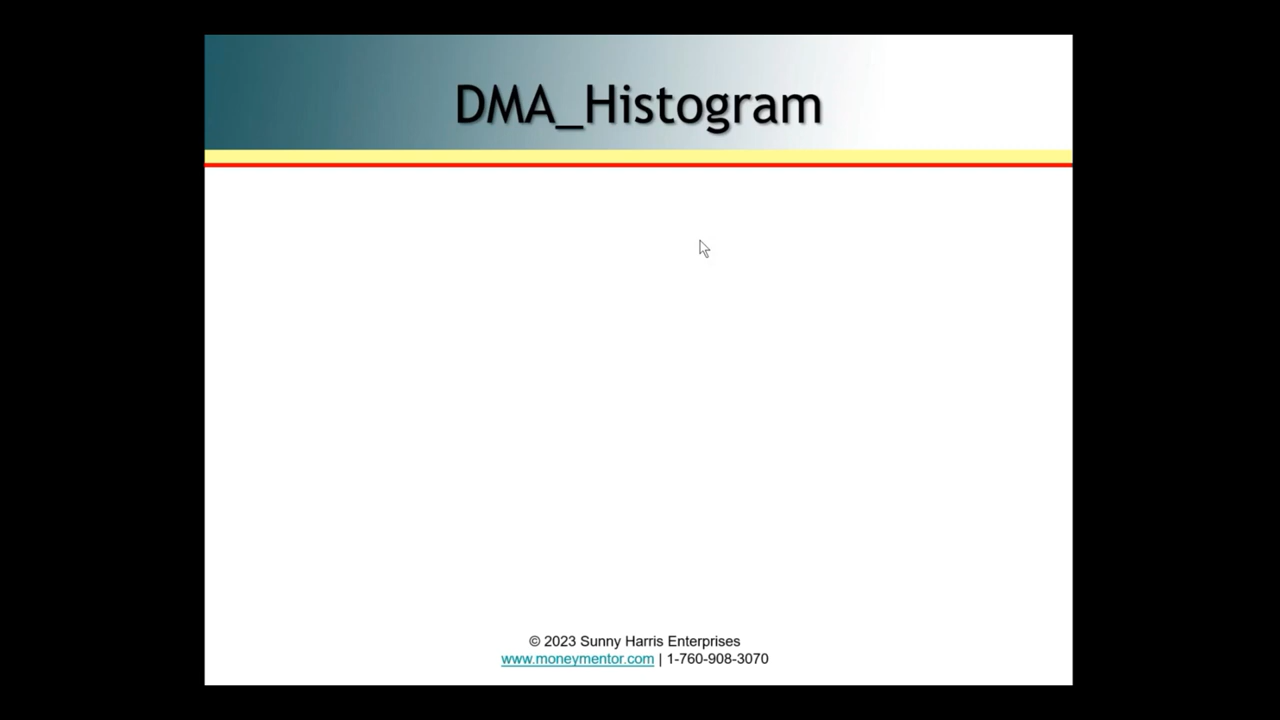 DMA_Histogram
© 2023 Sunny Harris Enterprises
www.moneymentor.com | 1-760-908-3070